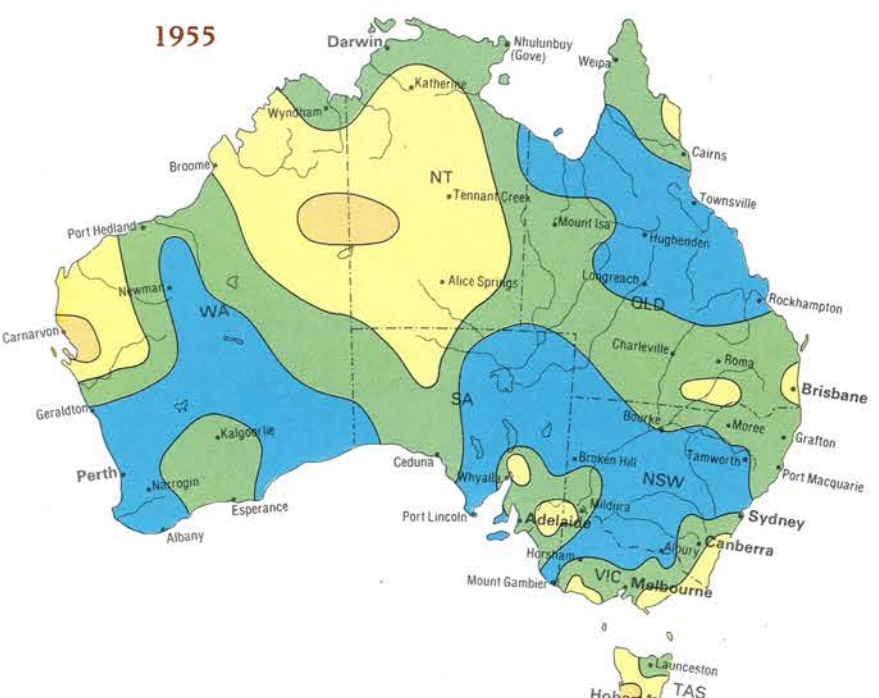 1955
Darwin
Nhulunbuy
(Gove)
Weipa
Katherine
Wyndham
Cairns
Broome
NT
Tennant Creek
Townsville
Port Hedland
Mount Isa
Hughenden
Newman
Alice Springs
Longreach
Rockhampton
WA
QLD
Carnarvon
Charleville
Roma
Brisbane
SA
Geraldton
Bourke
Moree
Grafton
Kalgoorlie
Ceduna
Broken Hill
Tamworth
Port Macquarie
Perth
Narrogin
Whyalla
NSW
Esperance
Port Lincoln
Adelaide
Mildura
Sydney
Albany
Horsham
Albury
Canberra
Mount Gambier
VIC
Melbourne
Launceston
TAS